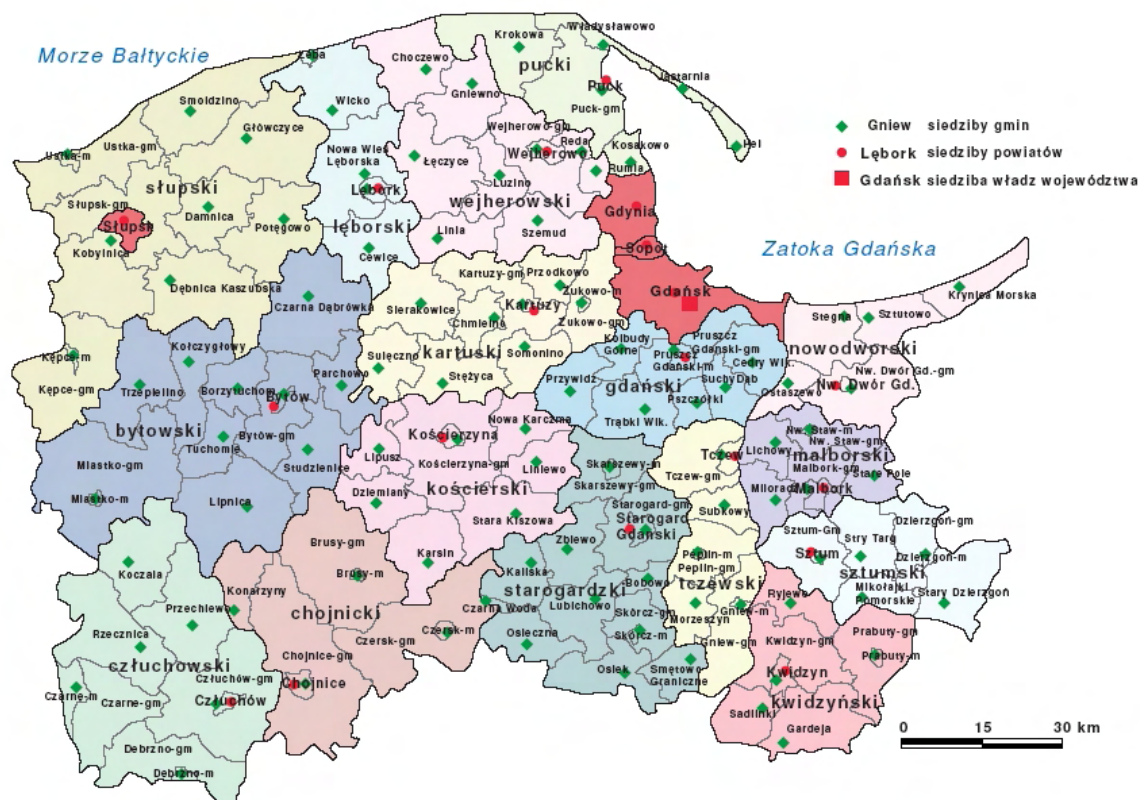 Morze Bałtyckie
Zatoka Gdańska
Gniew siedziby gmin
Lębork siedziby powiatów
Gdańsk siedziba władz województwa
Krokowa
Władysławowo
pucki
Puck
Jastarnia
Puck-gm
Hel
Łeba
Choczewo
Gniewno
Wicko
Smołdzino
Główczyce
Ustka-gm
Ustka-m
słupski
Słupsk-gm
Słupsk
Damnica
Potęgowo
Kobylnica
Dębnica Kaszubska
Kępce-m
Kępce-gm
Nowa Wieś
Lęborska
Lębork
lęborski
Cewice
Wejherowo-gm
Reda
Wejherowo
Kosakowo
Rumia
Łęczyce
Luzino
wejherowski
Linia
Szemud
Gdynia
Sopot
Gdańsk
Kartuzy-gm
Przodkowo
Żukowo-m
Kartuzy
Sierakowice
Chmielno
Żukowo-gm
Sulęczno
kartuski
Somonino
Stężyca
Czarna Dąbrówka
Kołczygłowy
Trzebielino
Borzytuchom
Bytów
Parchowo
bytowski
Bytów-gm
Tuchomie
Studzienice
Miastko-gm
Miastko-m
Lipnica
Kolbudy
Górne
Pruszcz
Gdański-gm
Pruszcz
Gdański-m
Cedry Wlk.
Przywidz
gdański
Suchy Dąb
Pszczółki
Trąbki Wlk.
Krynica Morska
Stegna
Sztutowo
nowodworski
Nw. Dwór Gd.-gm
Nw. Dwór Gd.
Ostaszewo
Nowa Karczma
Kościerzyna
Lipusz
Kościerzyna-gm
Liniewo
Dziemiany
kościerski
Stara Kiszowa
Karsin
Skarszewy-m
Skarszewy-gm
Starogard-gm
Starogard
Gdański
Zblewo
Kaliska
starogardzki
Bobowo
Lubichowo
Czarna Woda
Skórcz-gm
Skórcz-m
Osieczna
Osiek
Smętowo
Graniczne
Tczew
Tczew-gm
Subkowy
Peplin-m
Peplin-gm
tczewski
Morzeszyn
Gniew-m
Gniew-gm
Nw. Staw-m
Nw. Staw-gm
Lichowy
malborski
Malbork-gm
Stare Pole
Miloradz
Malbork
Sztum-Gm
Stry Targ
Dzierzgoń-gm
Sztum
Dzierzgoń-m
sztumski
Mikołajki
Pomorskie
Stary Dzierzgoń
Ryjewo
Kwidzyn-gm
Prabuty-gm
Prabuty-m
Kwidzyn
kwidzyński
Sadlinki
Gardeja
Brusy-gm
Brusy-m
Konarzyny
chojnicki
Czersk-gm
Czersk-m
Chojnice-gm
Chojnice
Koczala
Przechlewo
Rzecznica
człuchowski
Człuchów-gm
Człuchów
Czarne-m
Czarne-gm
Debrzno-gm
Debrzno-m
0 15 30 km